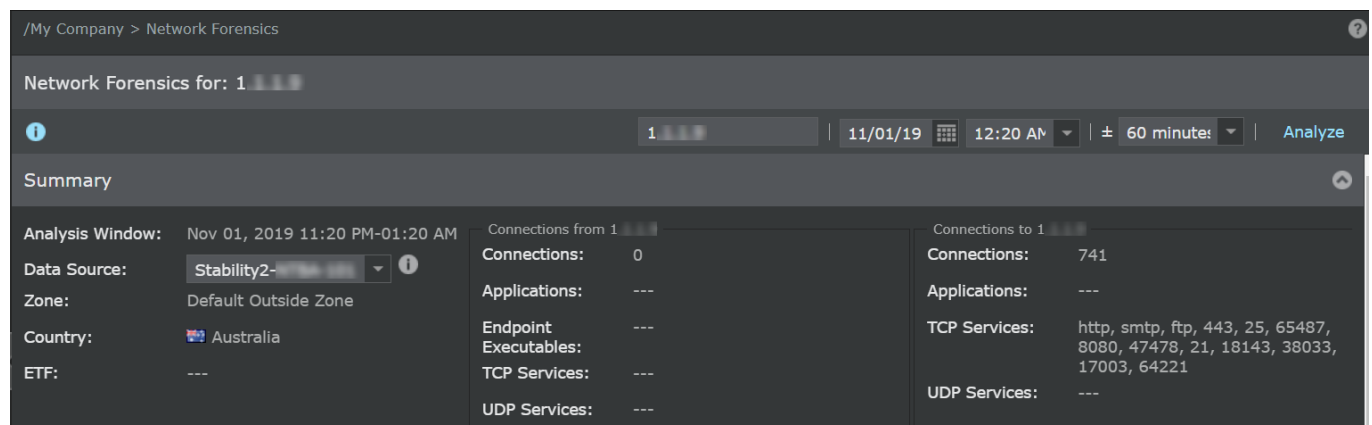 /My Company > Network Forensics
Network Forensics for: 1
1 | 11/01/19 12:20 AM | ± 60 minutes | Analyze
Summary
Analysis Window: Nov 01, 2019 11:20 PM-01:20 AM
Data Source: Stability2-
Zone: Default Outside Zone
Country: Australia
ETF: ---
Connections from 1
Connections: 0
Applications: ---
Endpoint Executables: ---
TCP Services: ---
UDP Services: ---
Connections to 1
Connections: 741
Applications: ---
TCP Services: http, smtp, ftp, 443, 25, 65487,
8080, 47478, 21, 18143, 38033,
17003, 64221
UDP Services: ---